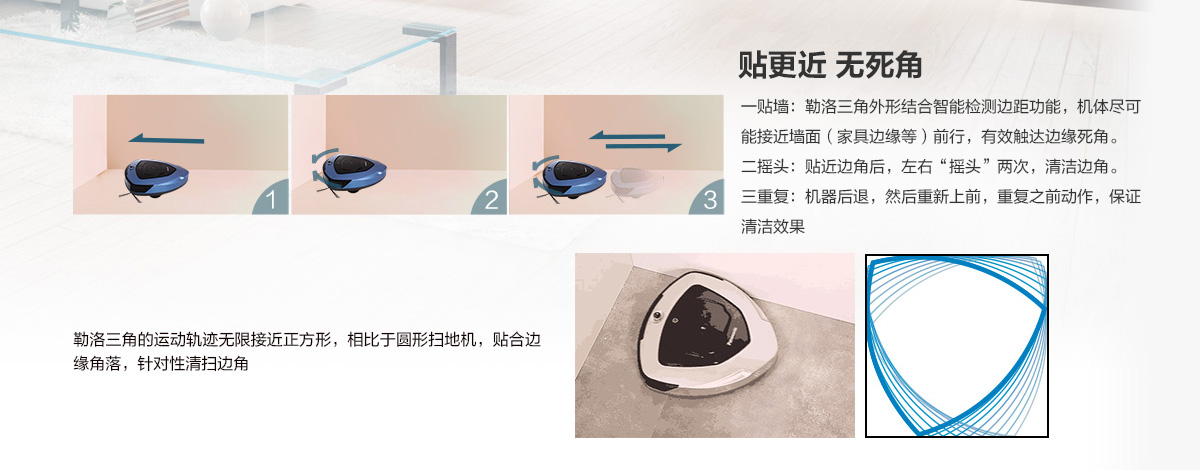 贴更近 无死角
一贴墙：勒洛三角外形结合智能检测边距功能，机体尽可
能接近墙面（家具边缘等）前行，有效触达边缘死角。
二摇头：贴近边角后，左右“摇头”两次，清洁边角。
三重复：机器后退，然后重新上前，重复之前动作，保证
清洁效果
1
2
3
勒洛三角的运动轨迹无限接近正方形，相比于圆形扫地机，贴合边
缘角落，针对性清扫边角